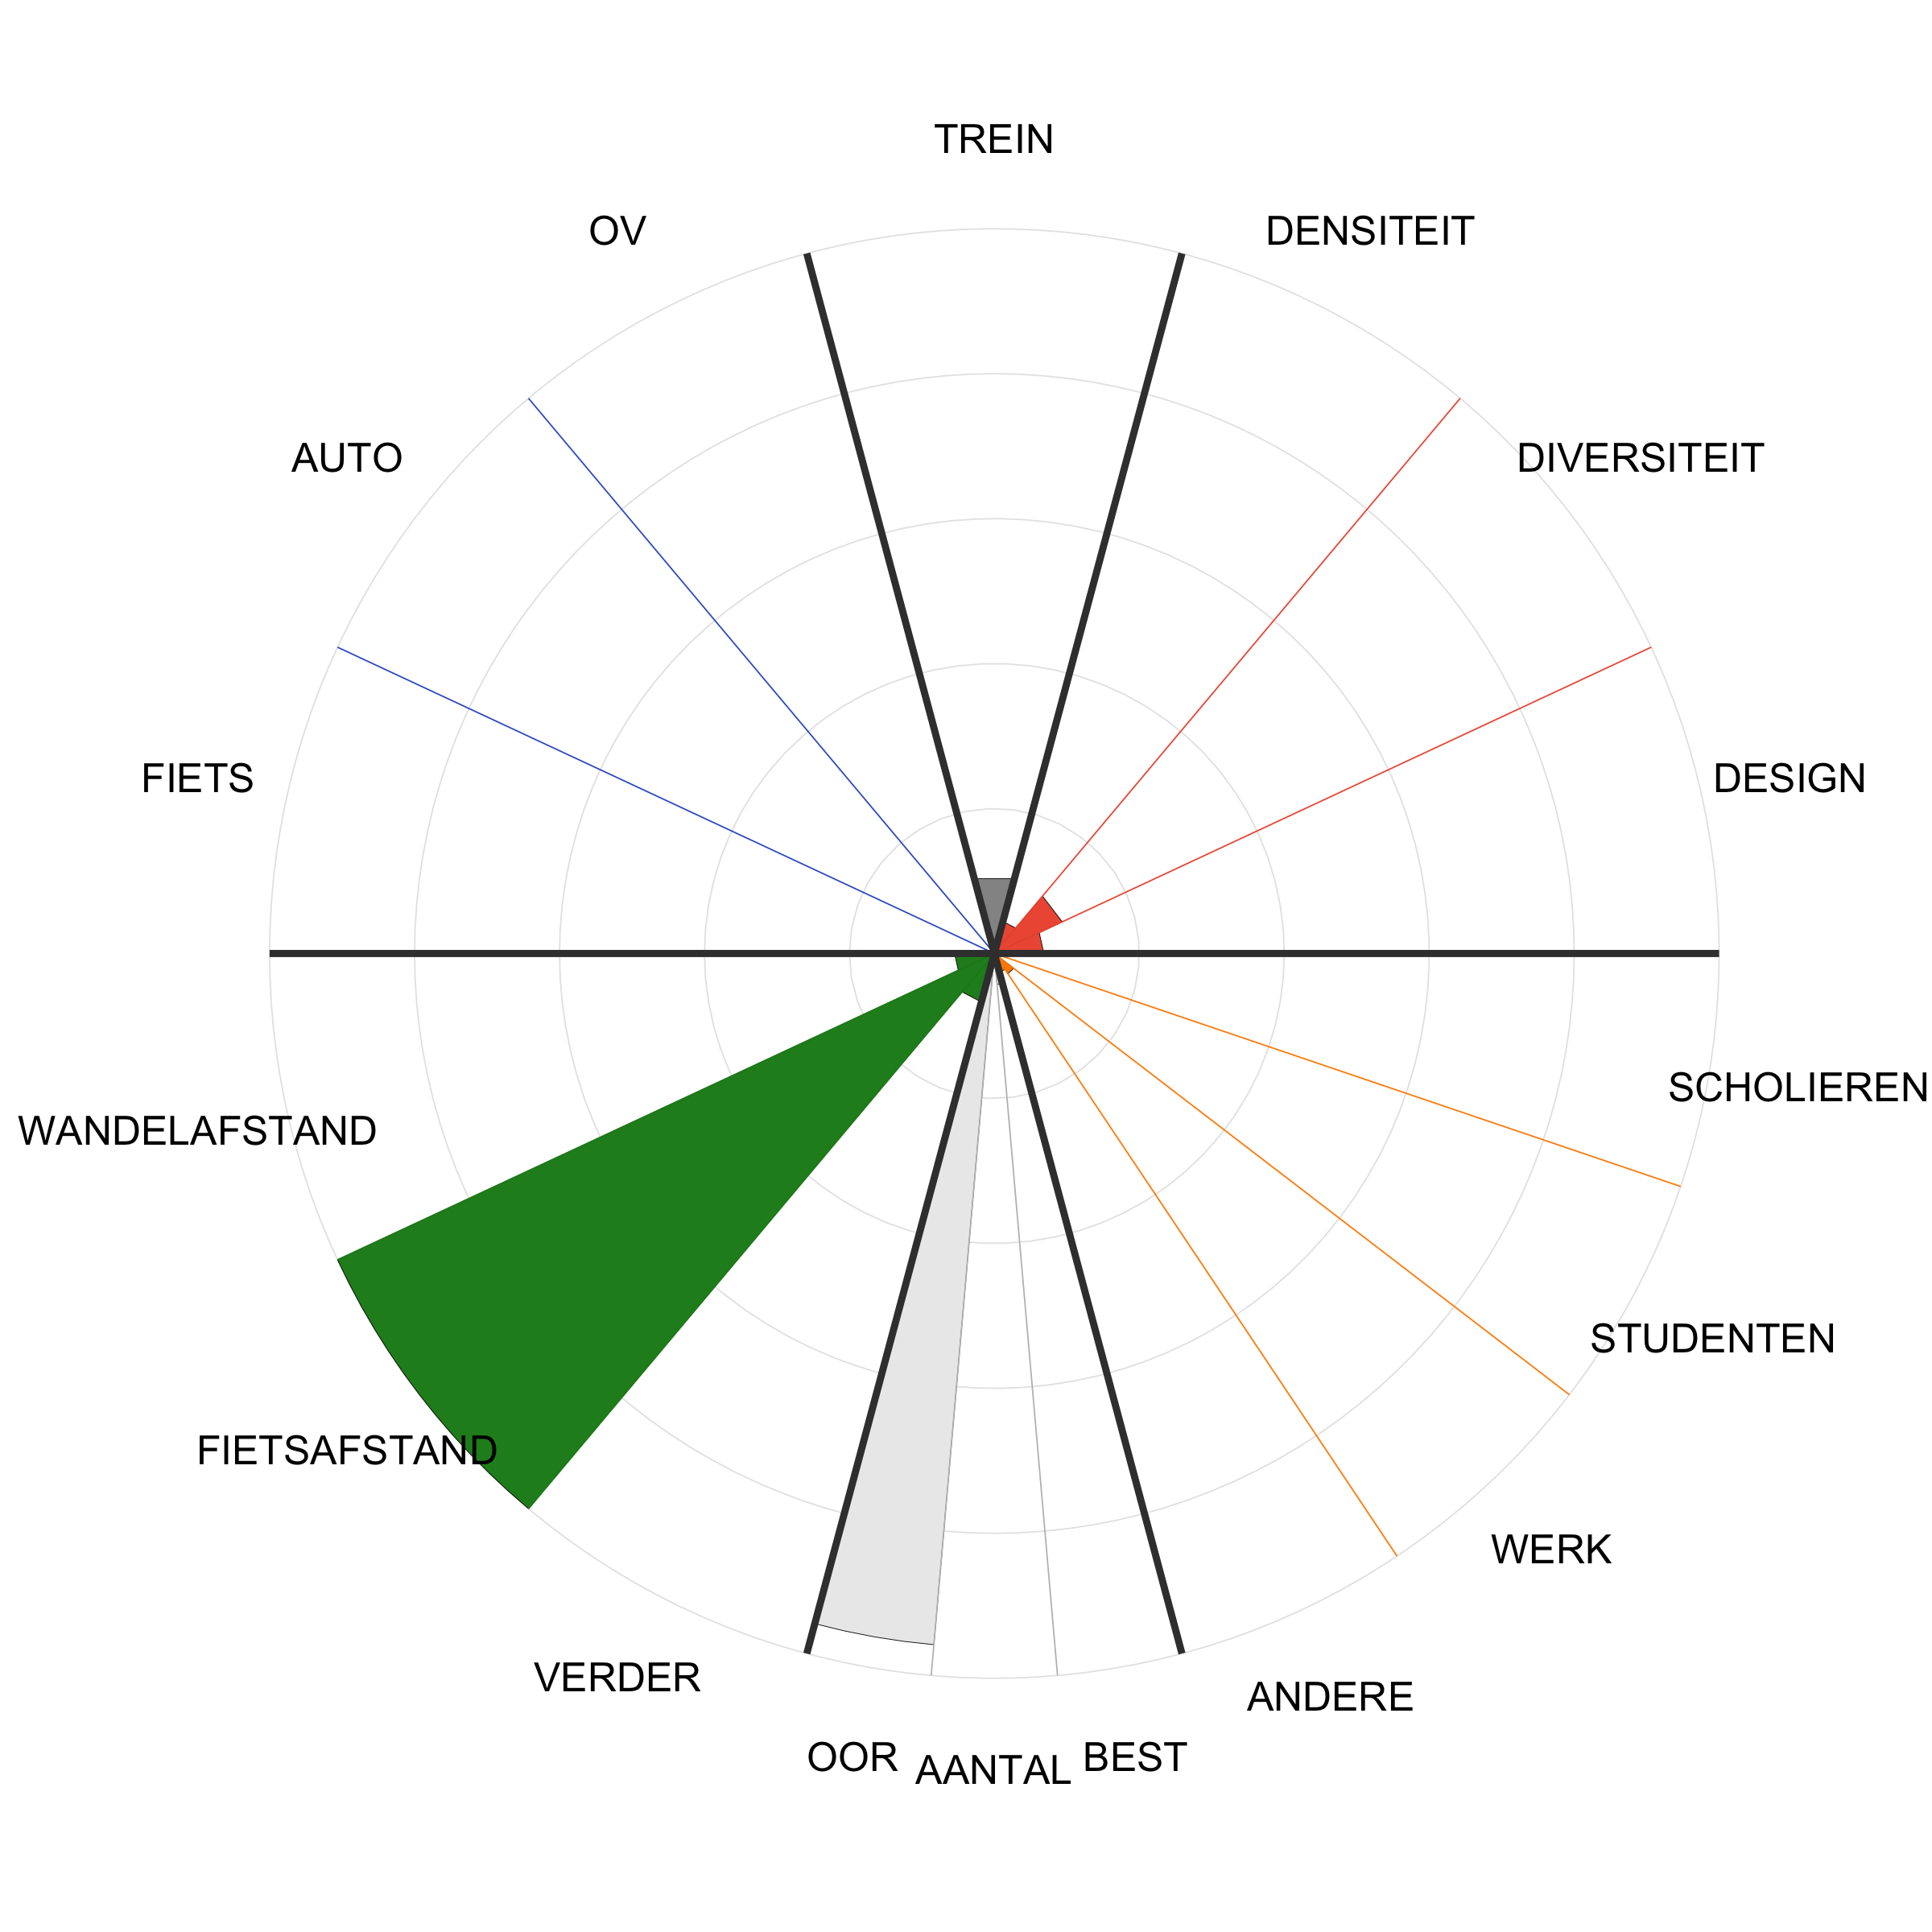 TREIN
OV
DENSITEIT
AUTO
DIVERSITEIT
FIETS
DESIGN
SCHOLIEREN
WANDELAFSTAND
STUDENTEN
FIETSAFSTAND
WERK
VERDER
ANDERE
OOR
AANTAL
BEST